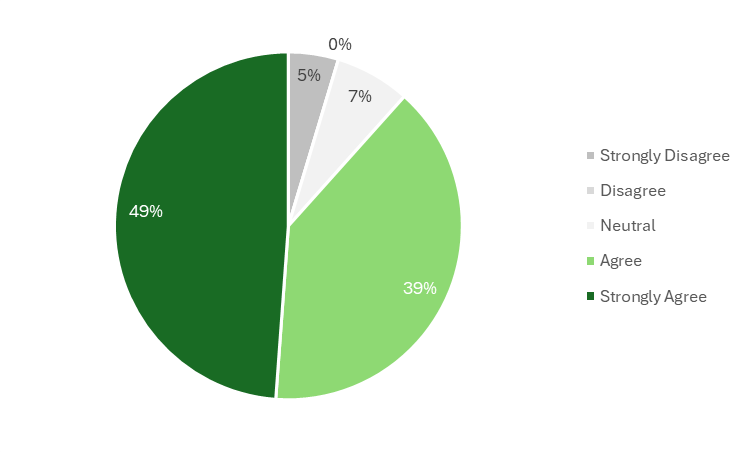 0%
5%
7%
49%
39%
Strongly Disagree
Disagree
Neutral
Agree
Strongly Agree